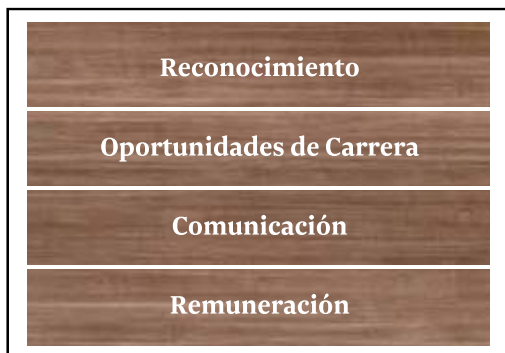 Reconocimiento
Oportunidades de Carrera
Comunicación
Remuneración